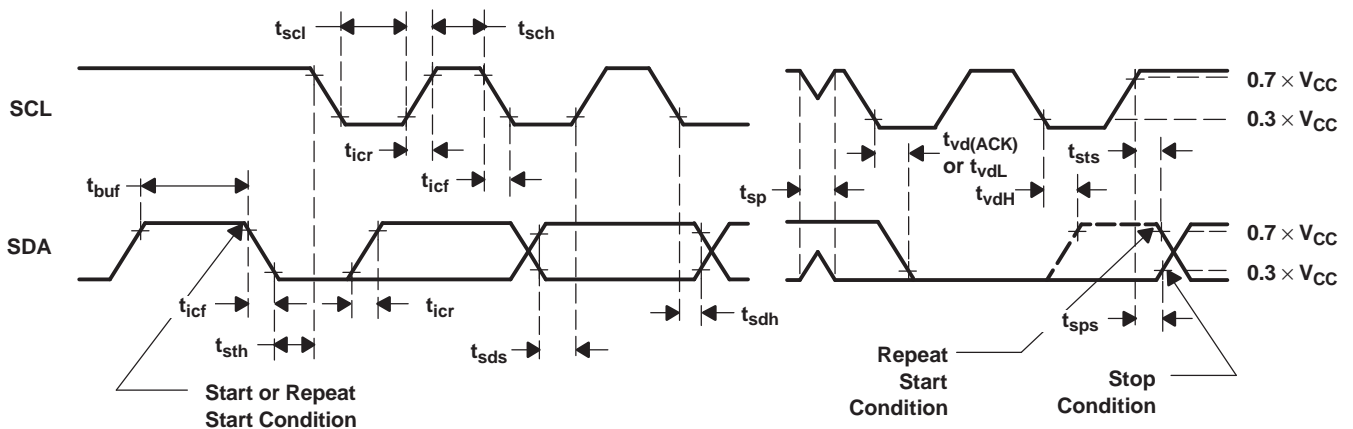 tscl
tsch
SCL
0.7 × VCC
0.3 × VCC
ticr
ticf
tbuf
tsp
tvd(ACK)
or tvdL
tvdH
tsts
SDA
0.7 × VCC
0.3 × VCC
ticf
ticr
tsth
tsds
tsdh
tsps
Start or Repeat
Start Condition
Repeat
Start
Condition
Stop
Condition